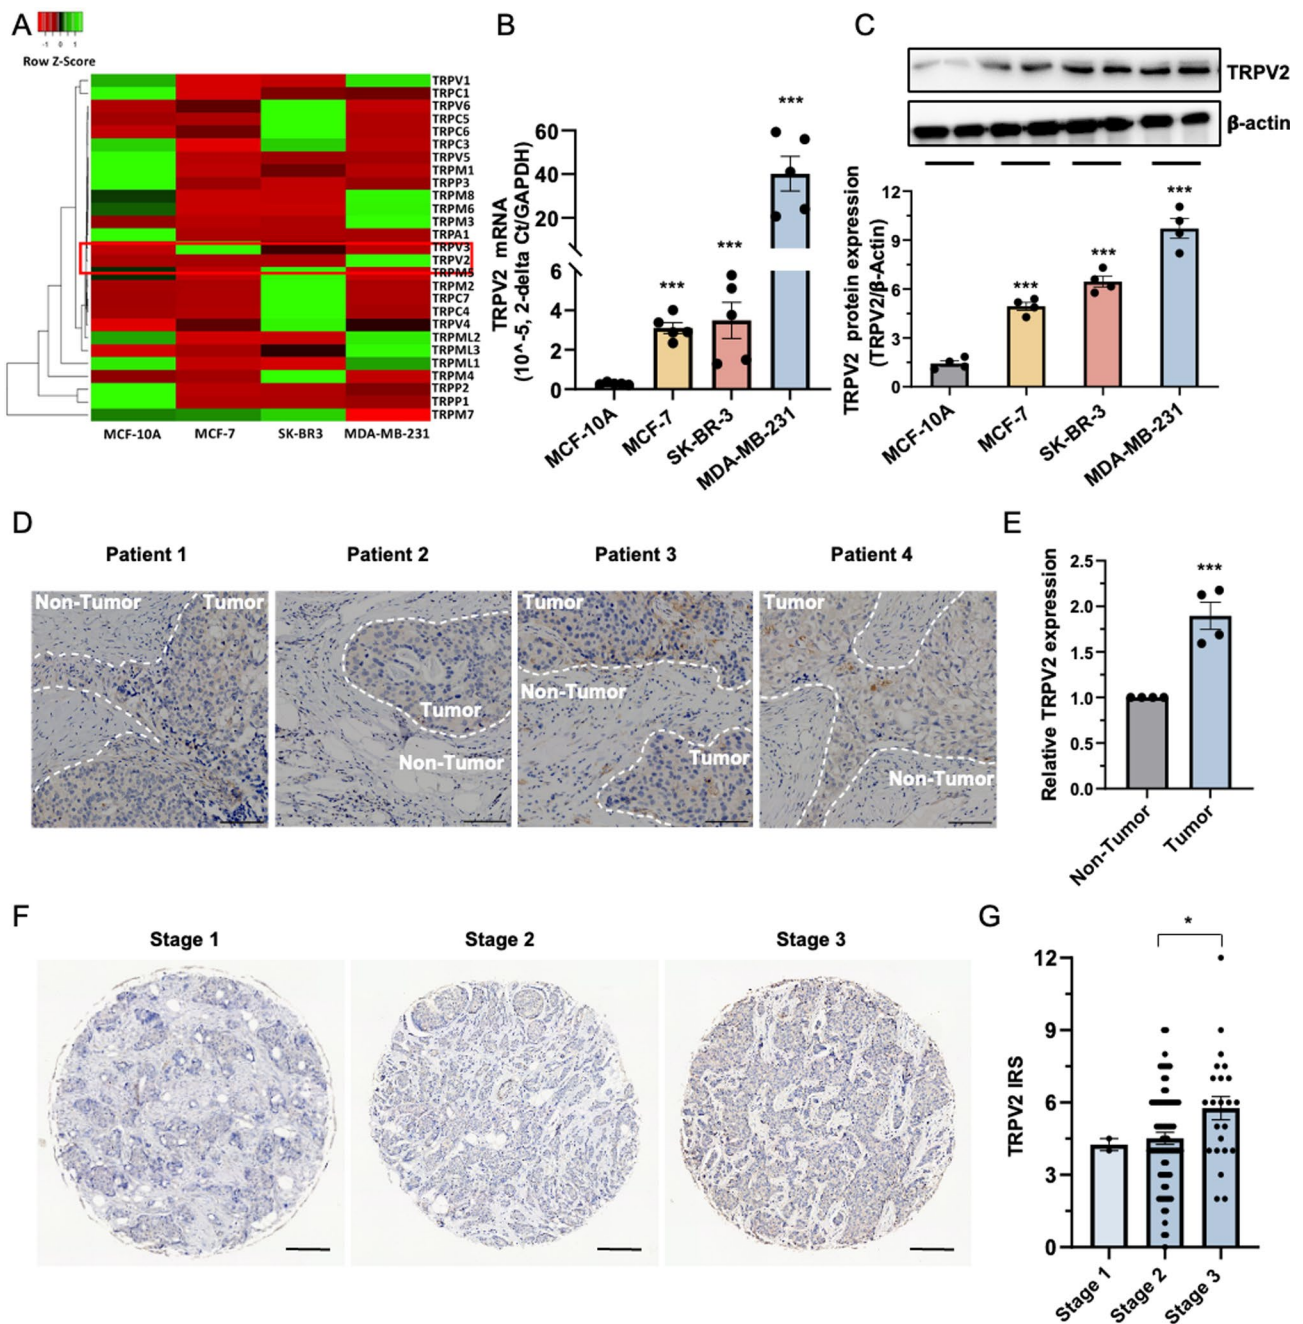 A
-1 0 1
Row Z-Score
TRPV1
TRPC1
TRPV6
TRPC5
TRPC6
TRPC3
TRPV5
TRPM1
TRPP3
TRPM8
TRPM6
TRPM3
TRPA1
TRPV3
TRPV2
TRPM5
TRPM2
TRPC7
TRPC4
TRPV4
TRPML2
TRPML3
TRPML1
TRPM4
TRPP2
TRPP1
TRPM7
MCF-10A MCF-7 SK-BR3 MDA-MB-231
B
TRPV2 mRNA
(10^-5, 2-delta Ct/GAPDH)
60
40
20
6
4
2
0
***
***
***
MCF-10A
MCF-7
SK-BR-3
MDA-MB-231
C
TRPV2
β-actin
TRPV2 protein expression
(TRPV2/β-Actin)
12
9
6
3
0
***
***
***
MCF-10A
MCF-7
SK-BR-3
MDA-MB-231
D
Patient 1 Patient 2 Patient 3 Patient 4
Non-Tumor Tumor
Tumor
Non-Tumor
Tumor
Non-Tumor
Tumor
Tumor
Non-Tumor
E
Relative TRPV2 expression
2.5
2.0
1.5
1.0
0.5
0.0
***
Non-Tumor
Tumor
F
Stage 1 Stage 2 Stage 3
G
TRPV2 IRS
12
9
6
3
0
*
Stage 1
Stage 2
Stage 3